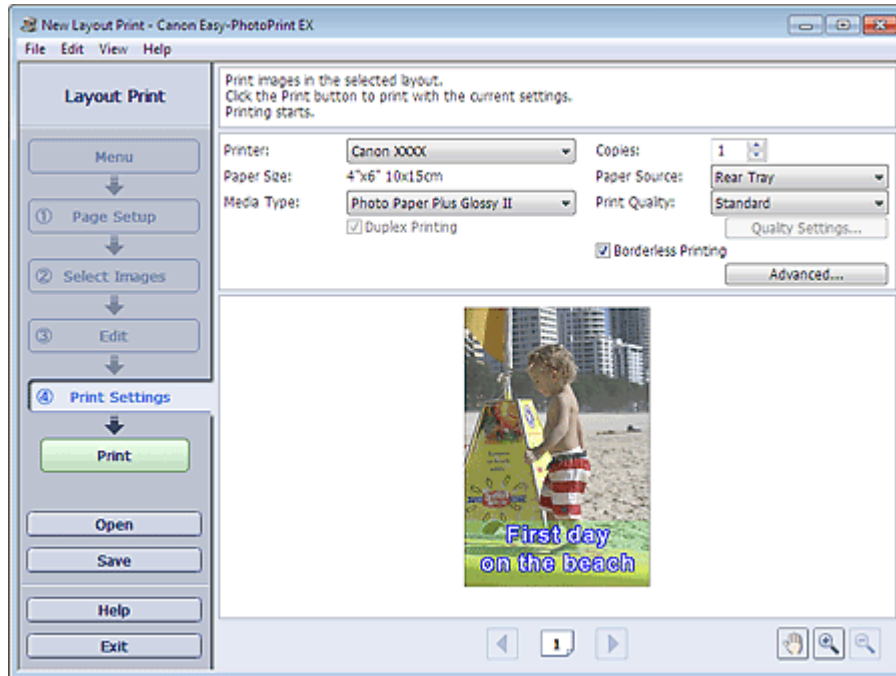 New Layout Print - Canon Easy-PhotoPrint EX
File Edit View Help
Layout Print
Print images in the selected layout.
Click the Print button to print with the current settings.
Printing starts.
Menu
① Page Setup
② Select Images
③ Edit
④ Print Settings
Print
Open
Save
Help
Exit
Printer: Canon XXXX
Copies: 1
Paper Size: 4"x6" 10x15cm
Paper Source: Rear Tray
Media Type: Photo Paper Plus Glossy II
Print Quality: Standard
Duplex Printing
Quality Settings...
Borderless Printing
Advanced...
First day
on the beach
1